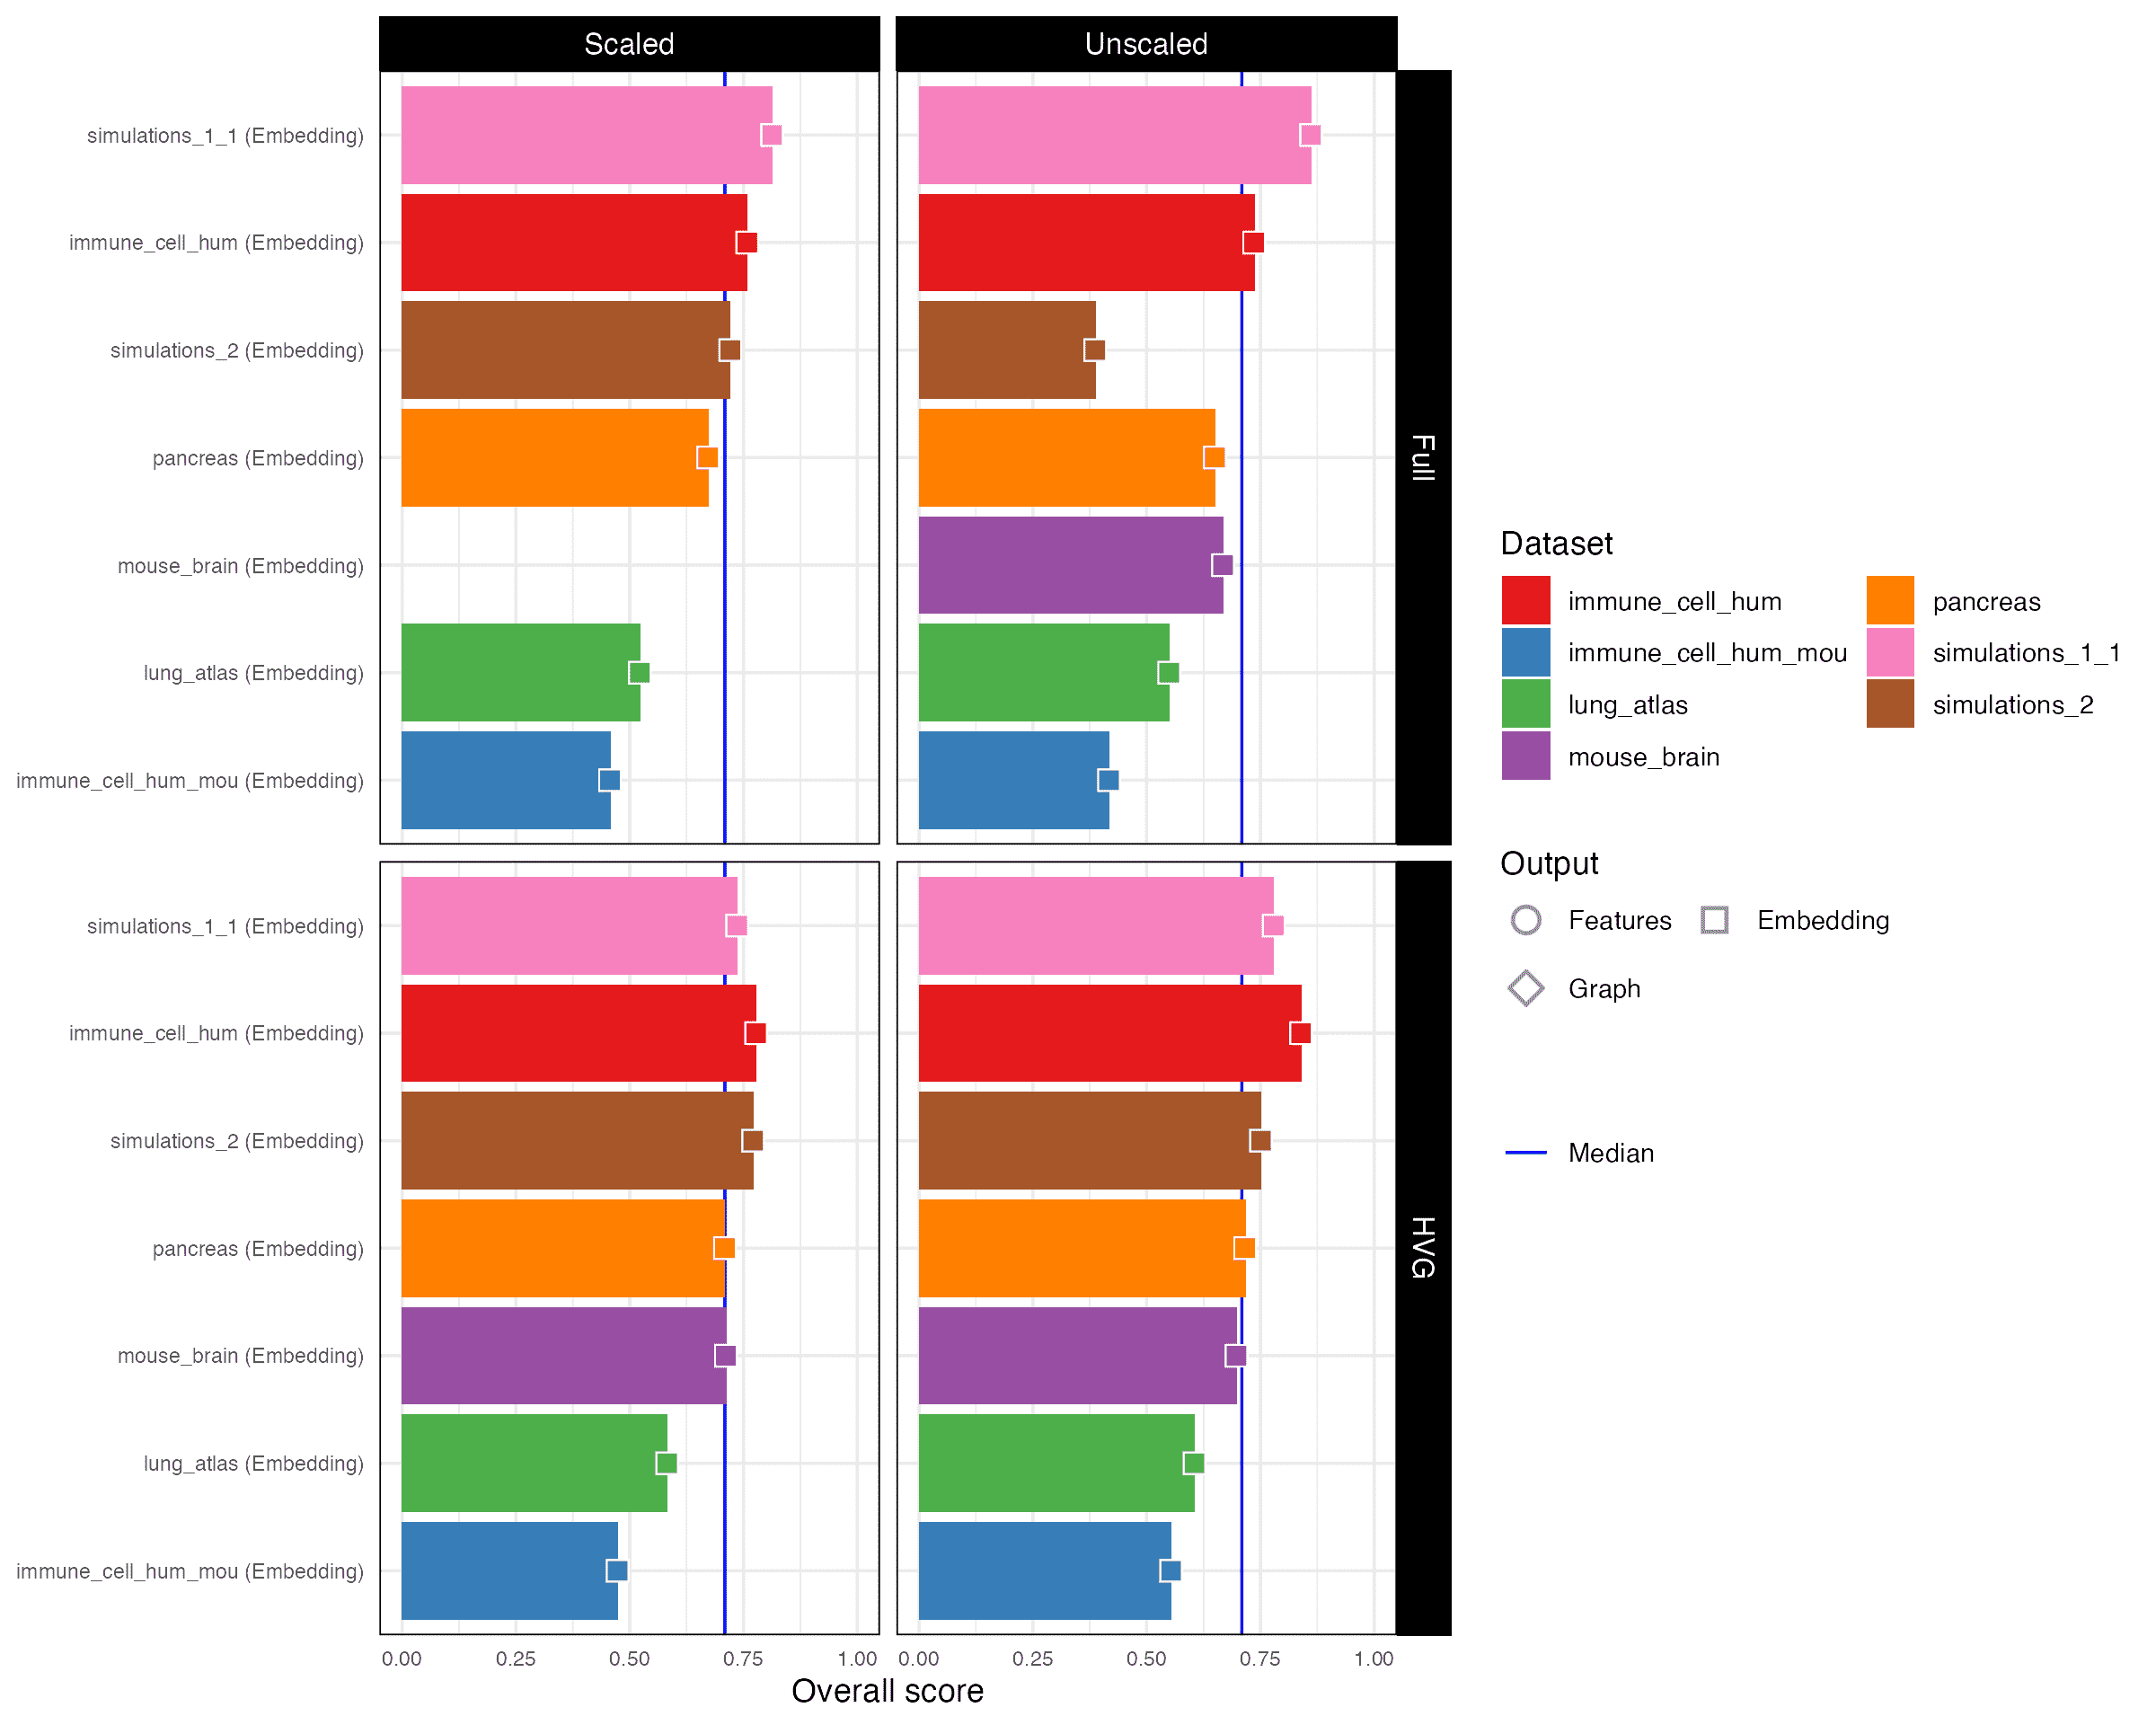 Scaled
Unscaled
simulations_1_1 (Embedding)
immune_cell_hum (Embedding)
simulations_2 (Embedding)
pancreas (Embedding)
mouse_brain (Embedding)
lung_atlas (Embedding)
immune_cell_hum_mou (Embedding)
Full
simulations_1_1 (Embedding)
immune_cell_hum (Embedding)
simulations_2 (Embedding)
pancreas (Embedding)
mouse_brain (Embedding)
lung_atlas (Embedding)
immune_cell_hum_mou (Embedding)
HVG
0.00 0.25 0.50 0.75 1.00
0.00 0.25 0.50 0.75 1.00
Overall score
Dataset
immune_cell_hum
immune_cell_hum_mou
lung_atlas
mouse_brain
pancreas
simulations_1_1
simulations_2
Output
Features
Embedding
Graph
Median